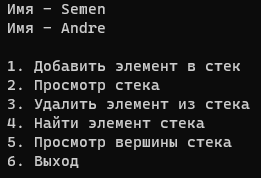 Имя - Semen
Имя - Andre
1. Добавить элемент в стек
2. Просмотр стека
3. Удалить элемент из стека
4. Найти элемент стека
5. Просмотр вершины стека
6. Выход